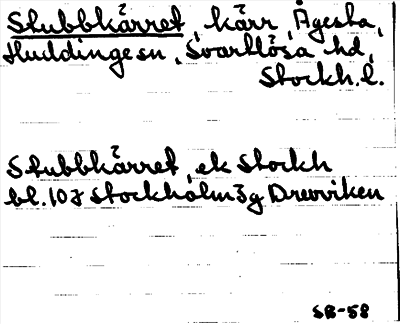 Stubbkärret, kärr, Ågesta,
Huddinge sn, Svartlösa hd,
Stockh. l.
Stubbkärret, ek Stockh
bl. 10 I Stockholm 3 g Drevviken
SB-58